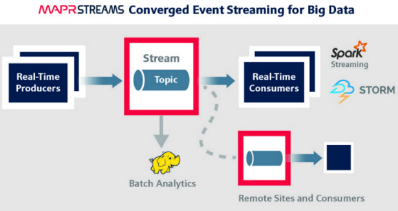 MAPR STREAMS Converged Event Streaming for Big Data
Stream
Real-Time
Producers
Topic
Real-Time
Consumers
Spark
Streaming
STORM
Batch Analytics
Remote Sites and Consumers